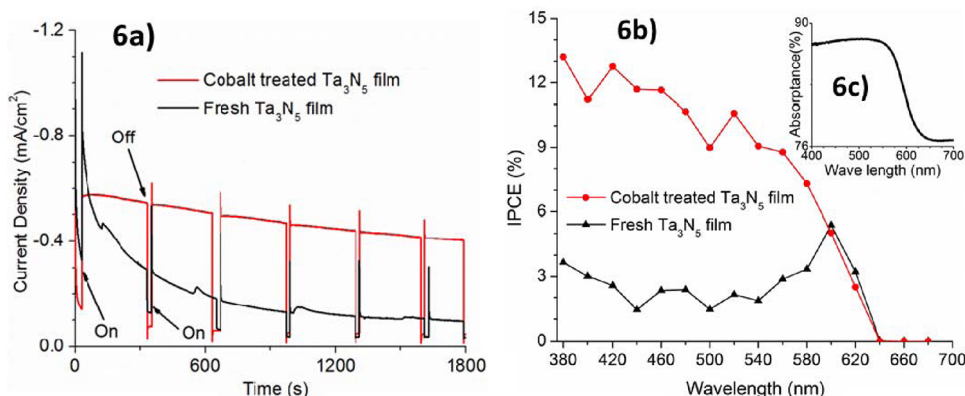 6a)
Cobalt treated Ta3N5 film
Fresh Ta3N5 film
Off
On
On
-1.2
-0.8
-0.4
0.0
Current Density (mA/cm²)
0 600 1200 1800
Time (s)
6b)
IPCE (%)
15
12
9
6
3
0
Cobalt treated Ta3N5 film
Fresh Ta3N5 film
380 420 460 500 540 580 620 660 700
Wavelength (nm)
6c)
90
76
Absorptance(%)
400 500 600 700
Wave length (nm)